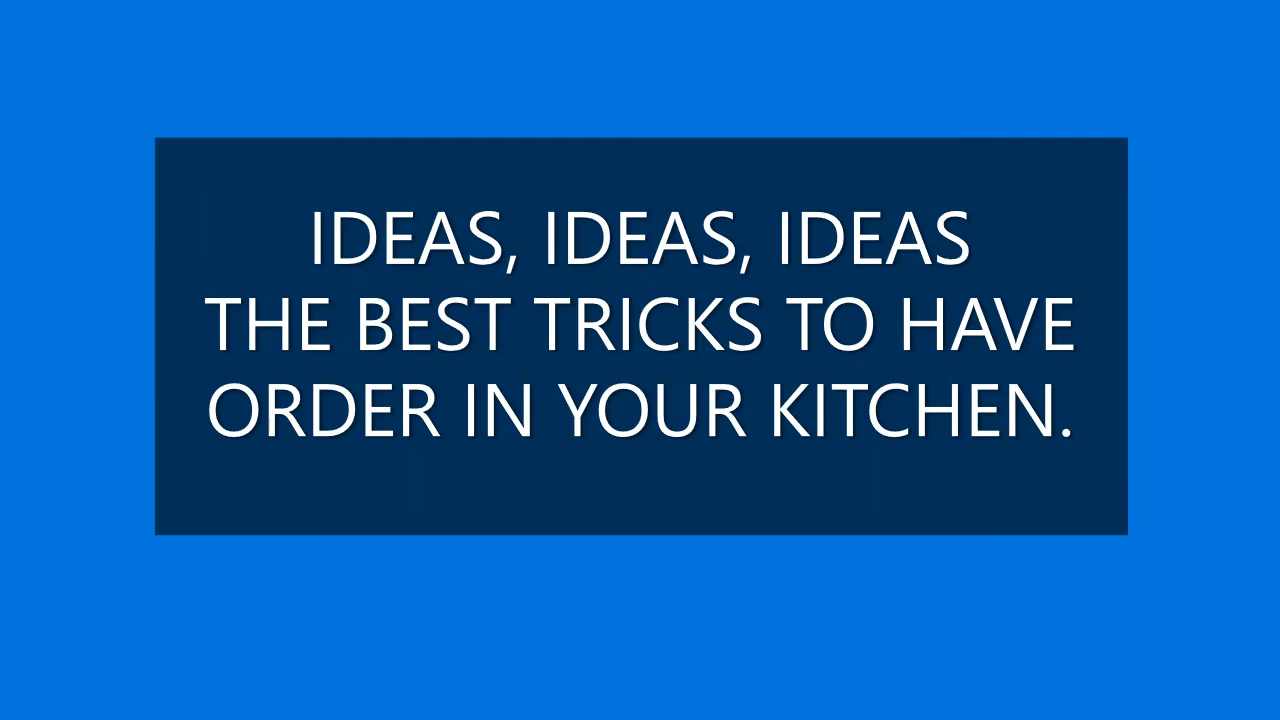 IDEAS, IDEAS, IDEAS
THE BEST TRICKS TO HAVE
ORDER IN YOUR KITCHEN.